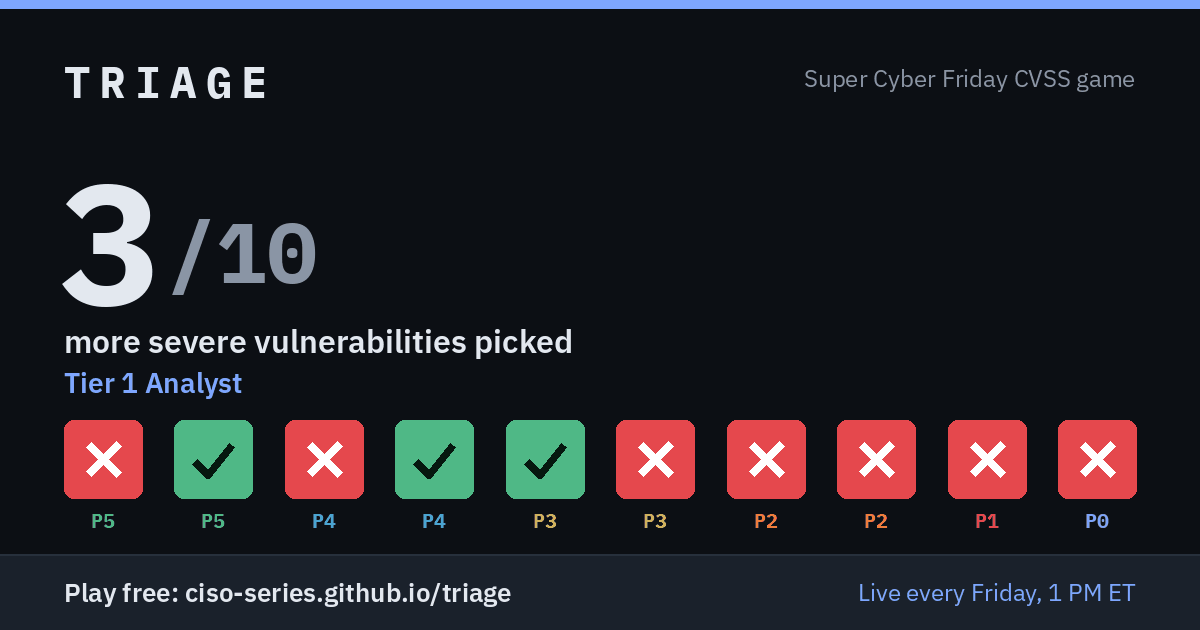 TRIAGE
Super Cyber Friday CVSS game
3/10
more severe vulnerabilities picked
Tier 1 Analyst
P5 P5 P4 P4 P3 P3 P2 P2 P1 P0
Play free: ciso-series.github.io/triage
Live every Friday, 1 PM ET